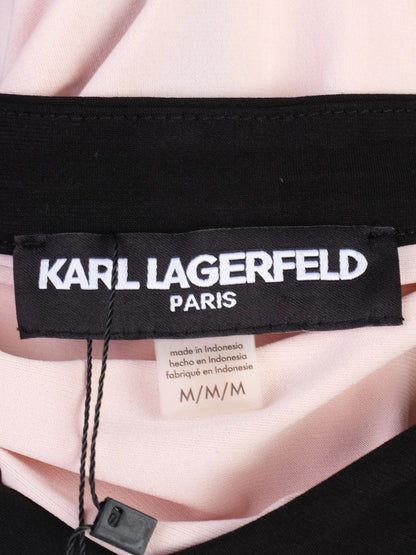 KARL LAGERFELD
PARIS
made in Indonesia
hecho en Indonesia
fabriqué en Indonesie
M/M/M